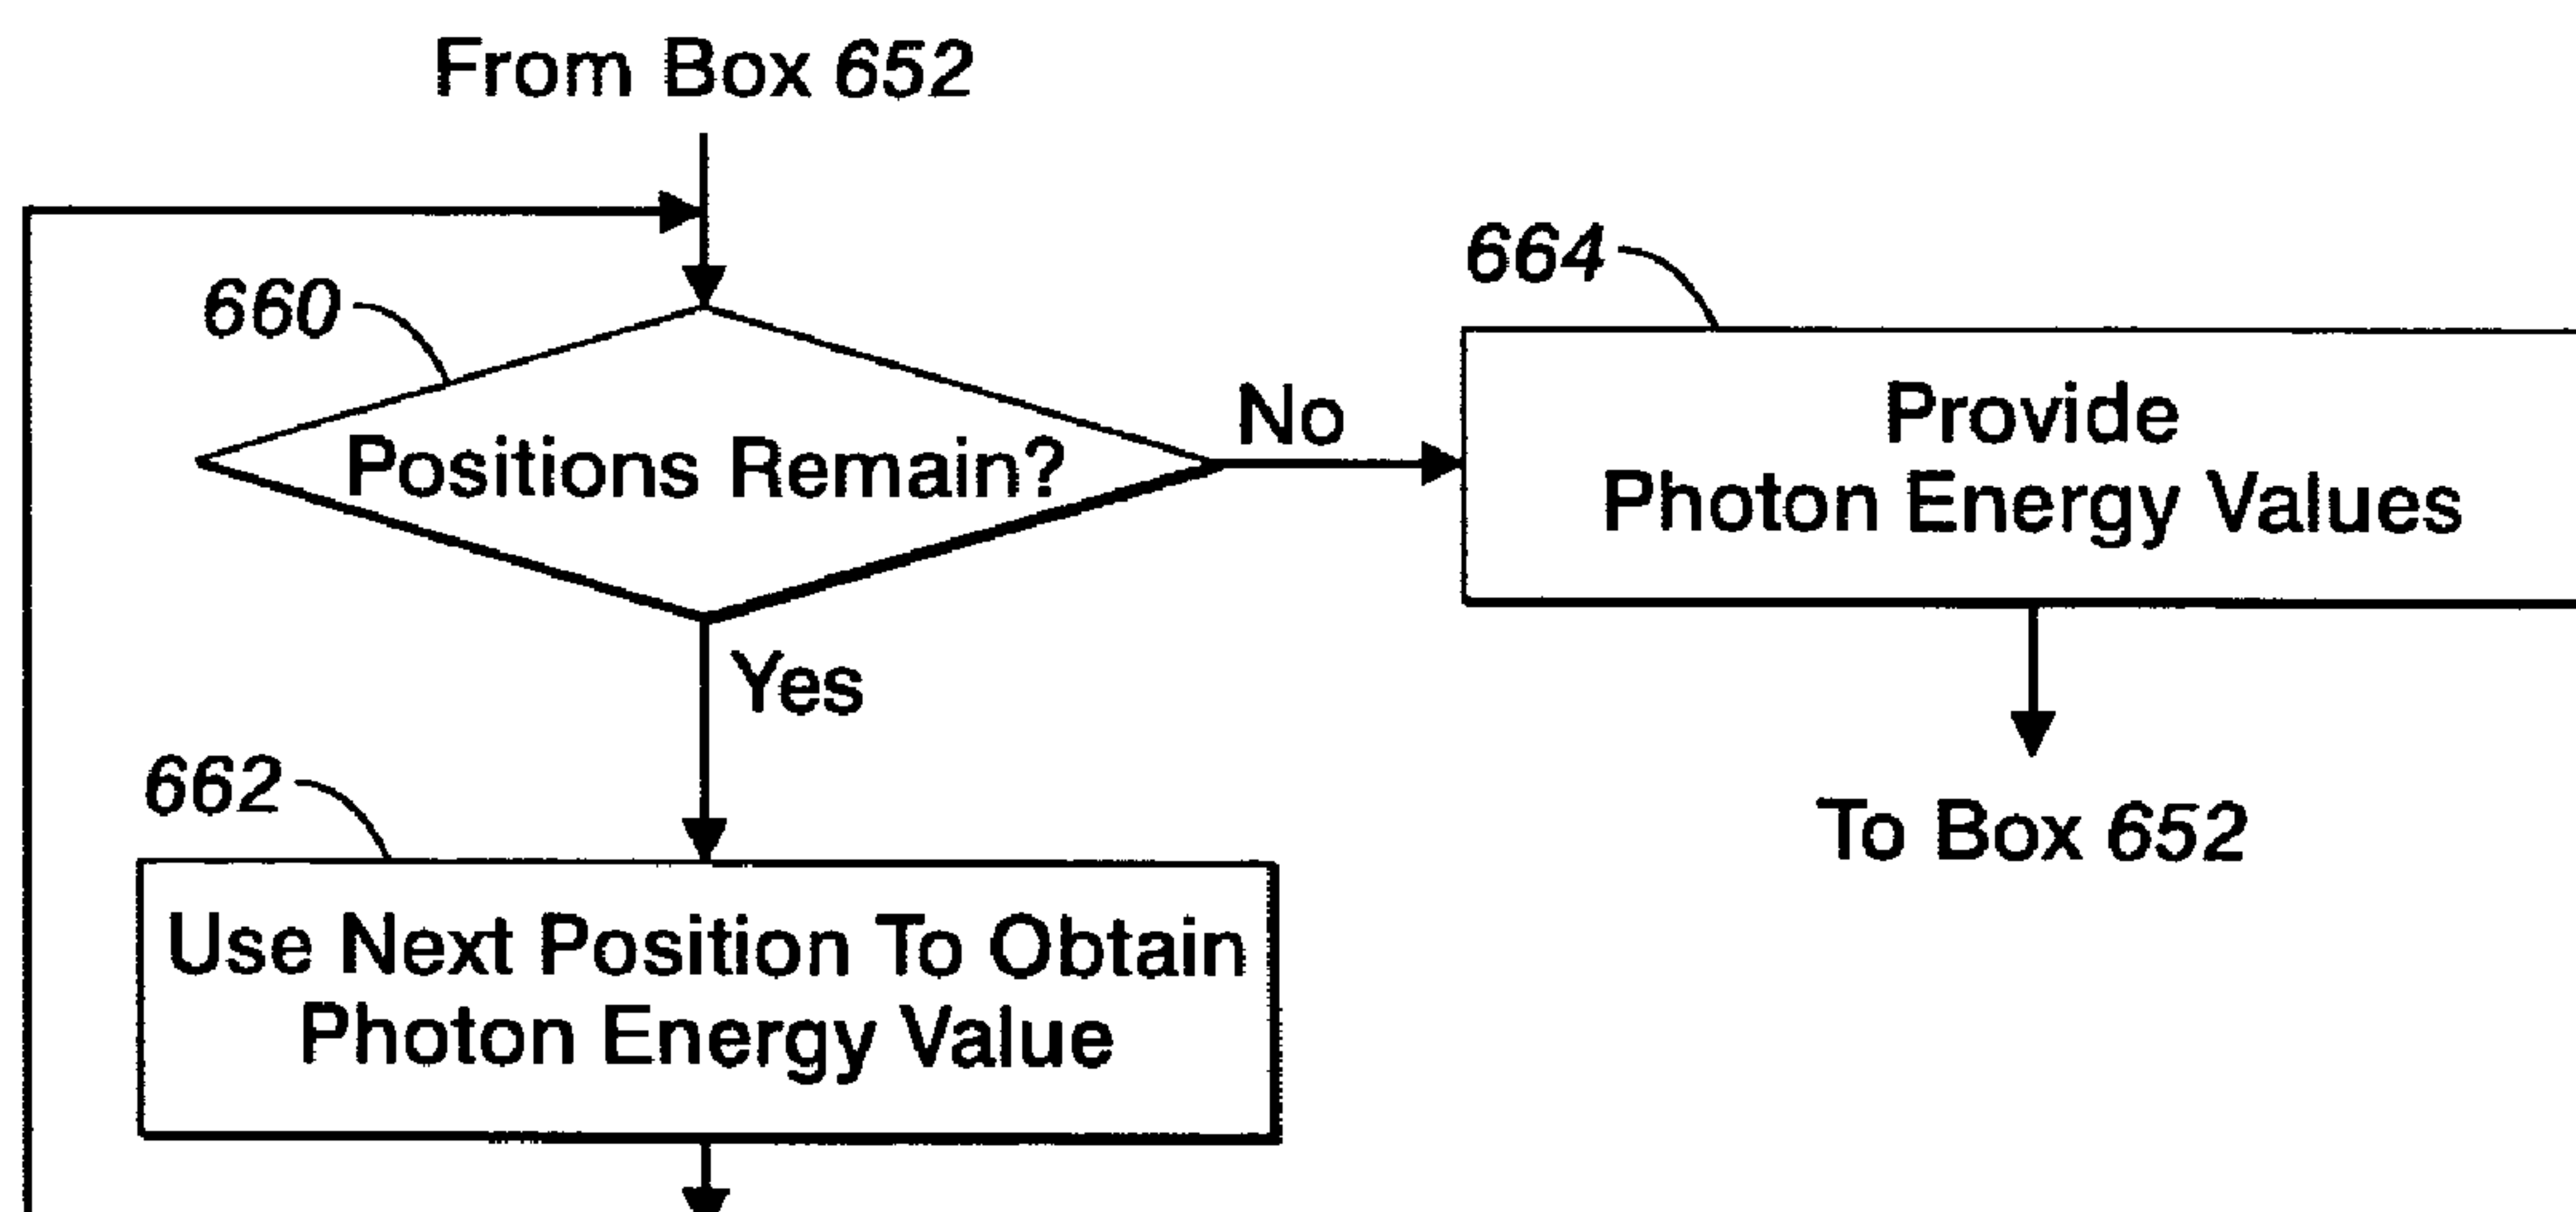 From Box 652
660
Positions Remain?
No
664
Provide
Photon Energy Values
Yes
To Box 652
662
Use Next Position To Obtain
Photon Energy Value